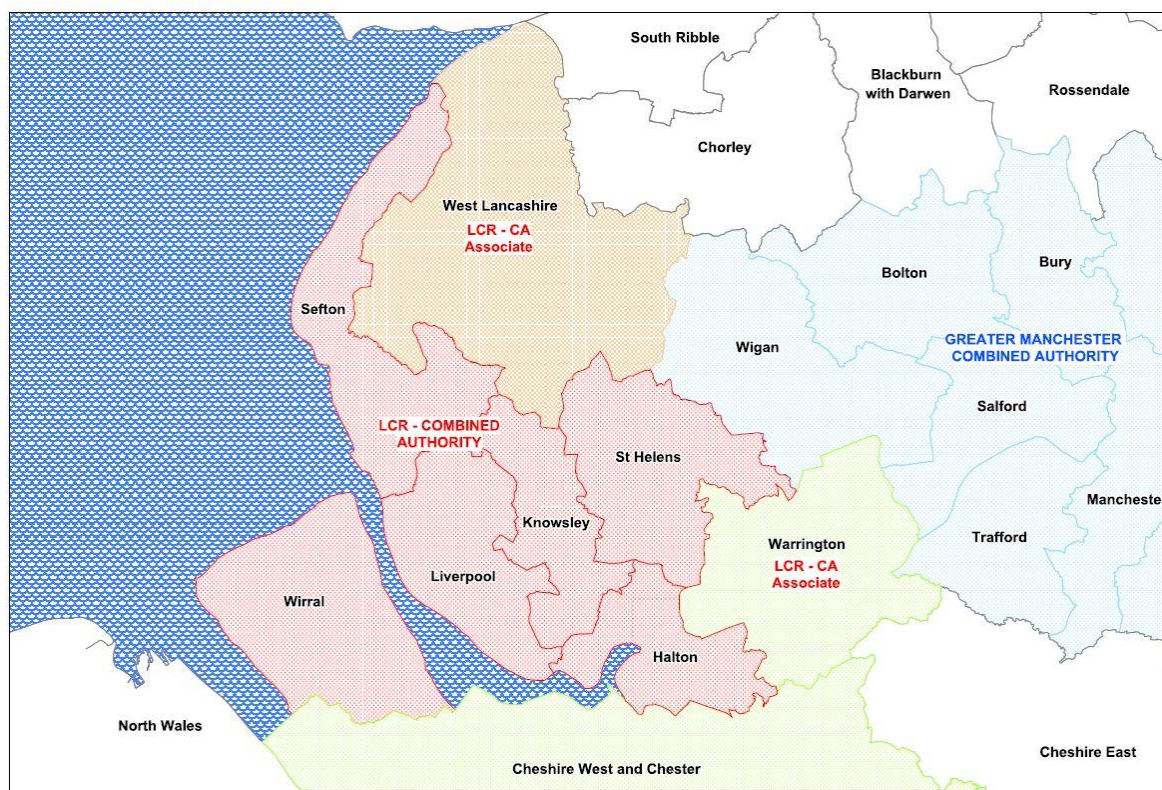 South Ribble
Blackburn
with Darwen
Rossendale
Chorley
West Lancashire
LCR - CA
Associate
Bolton
Bury
Sefton
Wigan
GREATER MANCHESTER
COMBINED AUTHORITY
Salford
LCR - COMBINED
AUTHORITY
St Helens
Manchester
Knowsley
Trafford
Warrington
LCR - CA
Associate
Liverpool
Wirral
Halton
North Wales
Cheshire East
Cheshire West and Chester